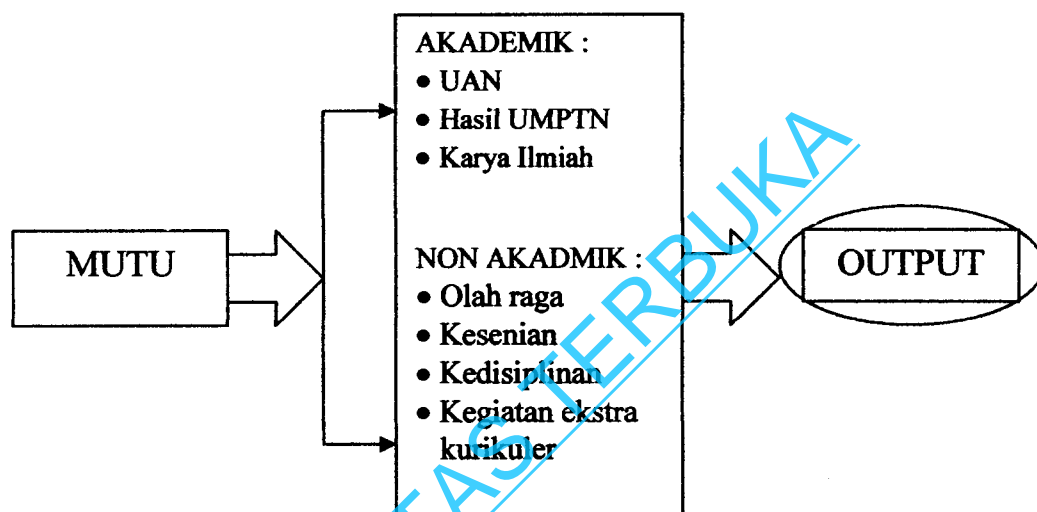 MUTU
AKADEMIK :
• UAN
• Hasil UMPTN
• Karya Ilmiah
NON AKADMIK :
• Olah raga
• Kesenian
• Kedisiplinan
• Kegiatan ekstra
kurikuler
OUTPUT
TAS TERBUKA